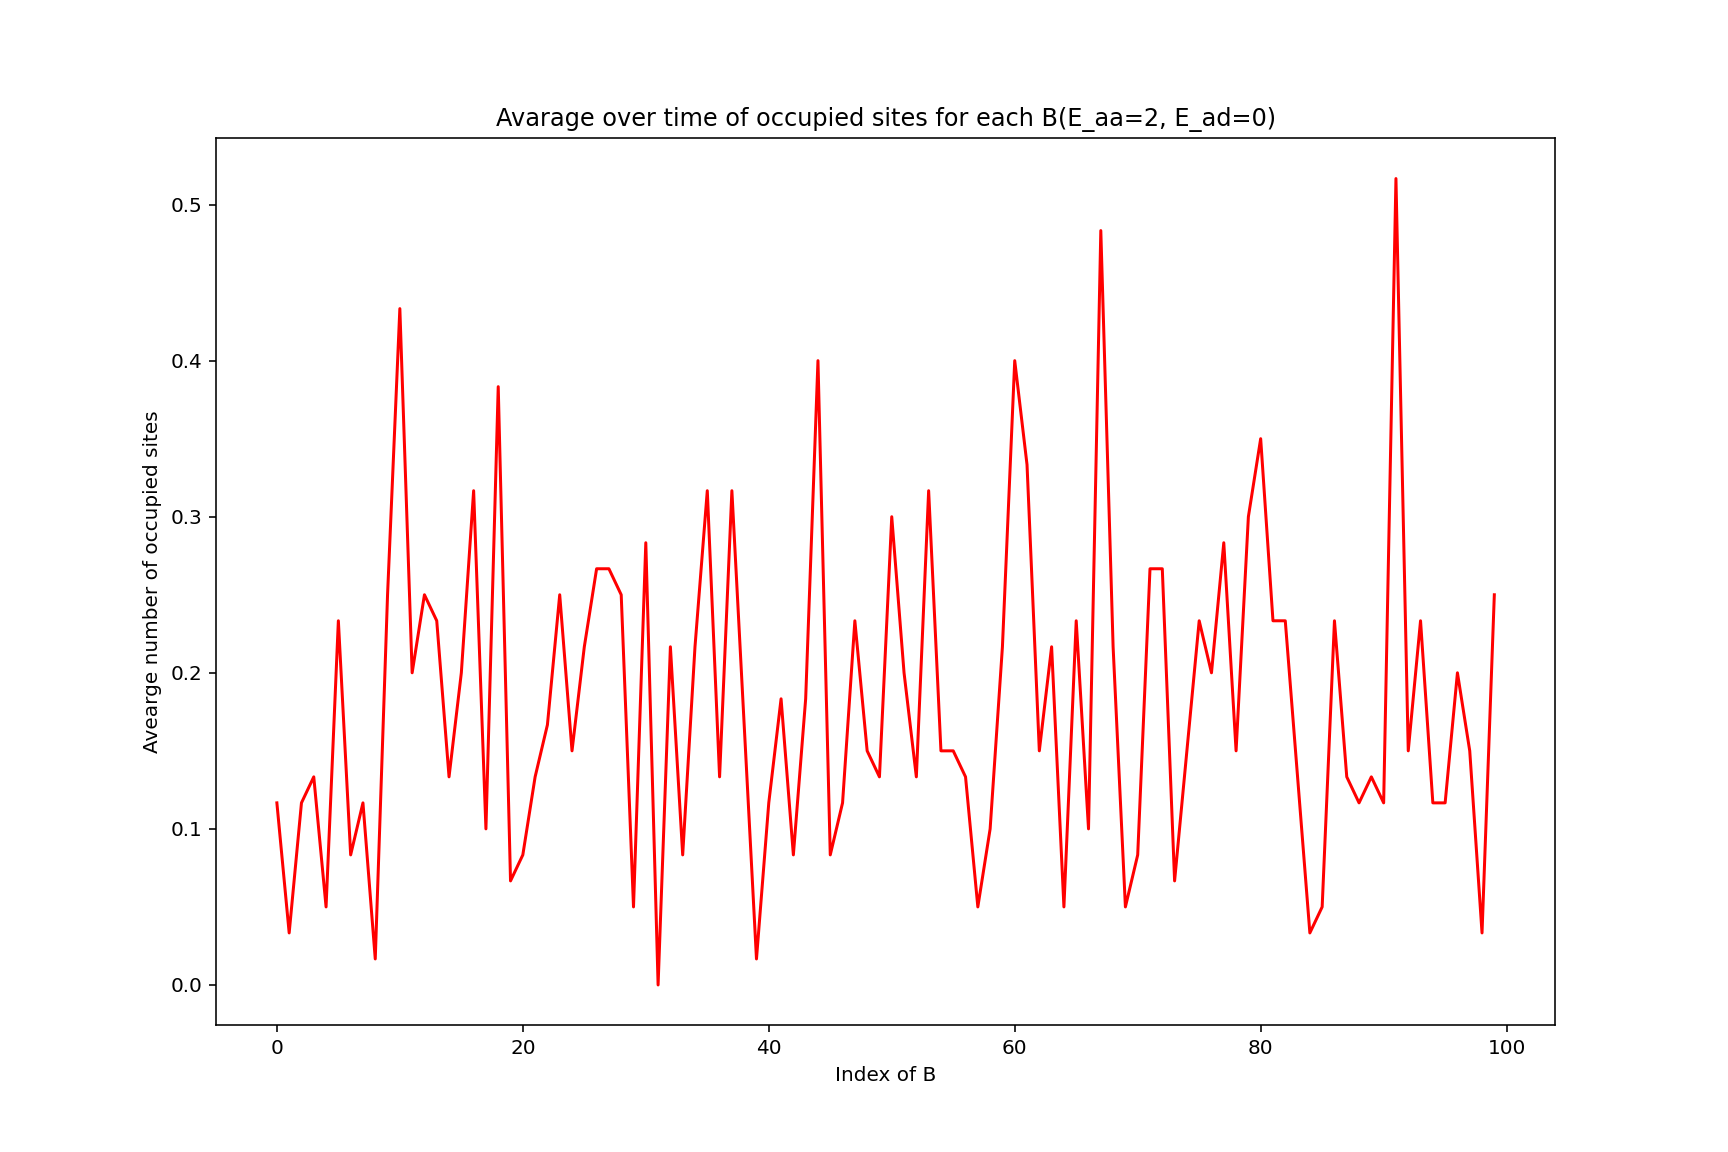 Avarage over time of occupied sites for each B(E_aa=2, E_ad=0)
Avearge number of occupied sites
0.5
0.4
0.3
0.2
0.1
0.0
0 20 40 60 80 100
Index of B